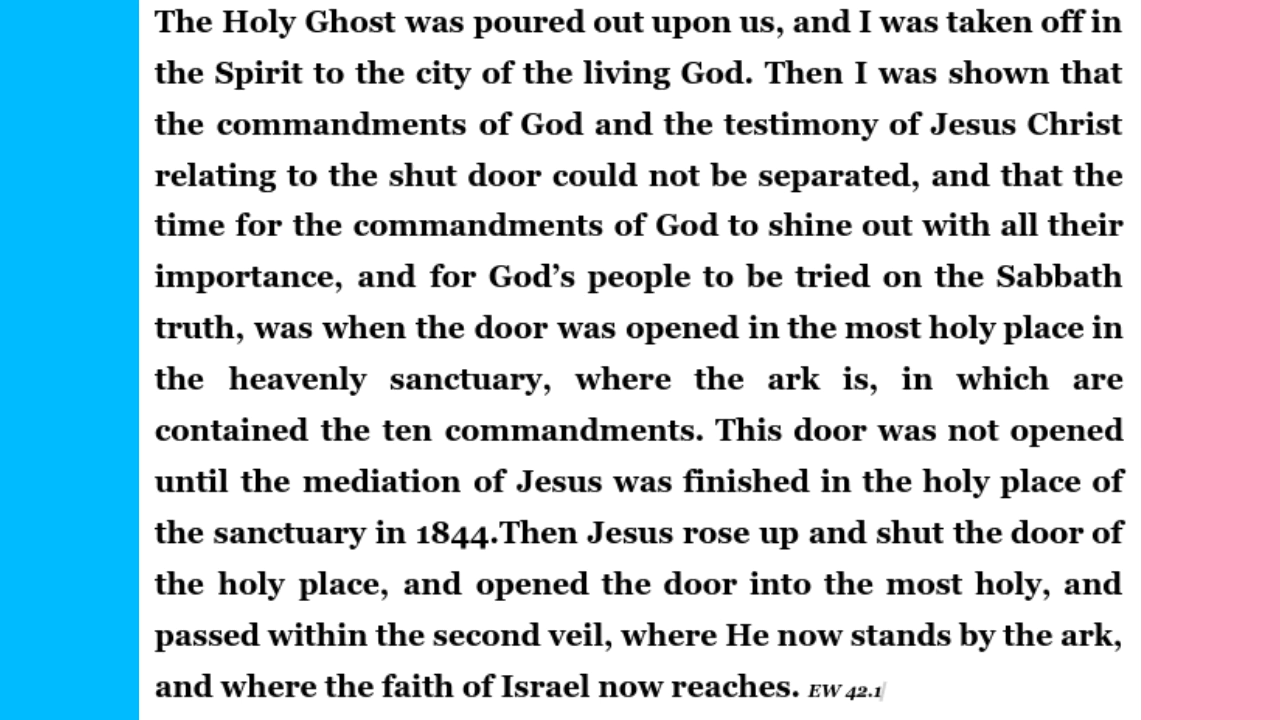 The Holy Ghost was poured out upon us, and I was taken off in
the Spirit to the city of the living God. Then I was shown that
the commandments of God and the testimony of Jesus Christ
relating to the shut door could not be separated, and that the
time for the commandments of God to shine out with all their
importance, and for God’s people to be tried on the Sabbath
truth, was when the door was opened in the most holy place in
the heavenly sanctuary, where the ark is, in which are
contained the ten commandments. This door was not opened
until the mediation of Jesus was finished in the holy place of
the sanctuary in 1844.Then Jesus rose up and shut the door of
the holy place, and opened the door into the most holy, and
passed within the second veil, where He now stands by the ark,
and where the faith of Israel now reaches. EW 42.1